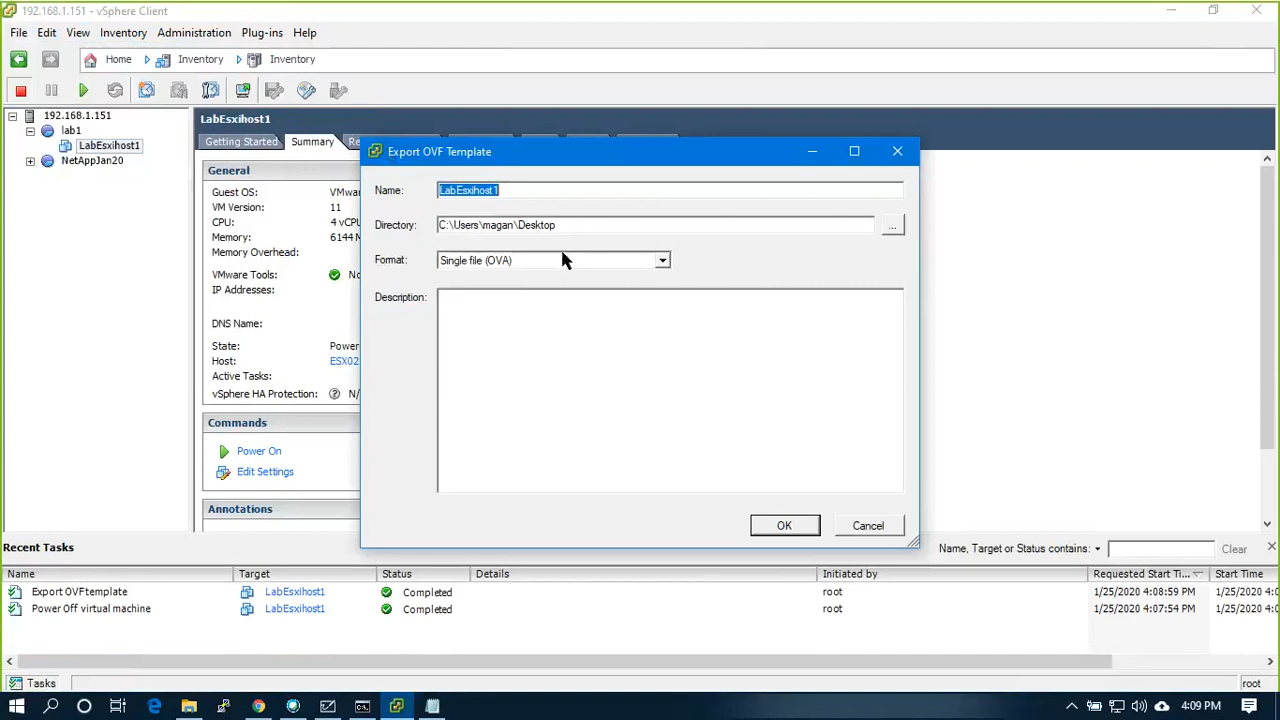 192.168.1.151 - vSphere Client
File Edit View Inventory Administration Plug-ins Help
Home Inventory Inventory
192.168.1.151
lab1
LabEsxihost1
NetAppJan20
LabEsxihost1
Getting Started Summary
General
Guest OS: VMwa
VM Version: 11
CPU: 4 vCPU
Memory: 6144 M
Memory Overhead:
VMware Tools: No
IP Addresses:
DNS Name:
State: Power
Host: ESX02
Active Tasks:
vSphere HA Protection: N/
Commands
Power On
Edit Settings
Annotations
Export OVF Template
Name: LabEsxihost1
Directory: C:\Users\magan\Desktop ...
Format: Single file (OVA)
Description:
OK Cancel
Recent Tasks
Name, Target or Status contains: Clear
Name Target Status Details Initiated by Requested Start Ti... Start Time
Export OVF template LabEsxihost1 Completed root 1/25/2020 4:08:59 PM 1/25/2020 4:0
Power Off virtual machine LabEsxihost1 Completed root 1/25/2020 4:07:54 PM 1/25/2020 4:0
Tasks root
4:09 PM